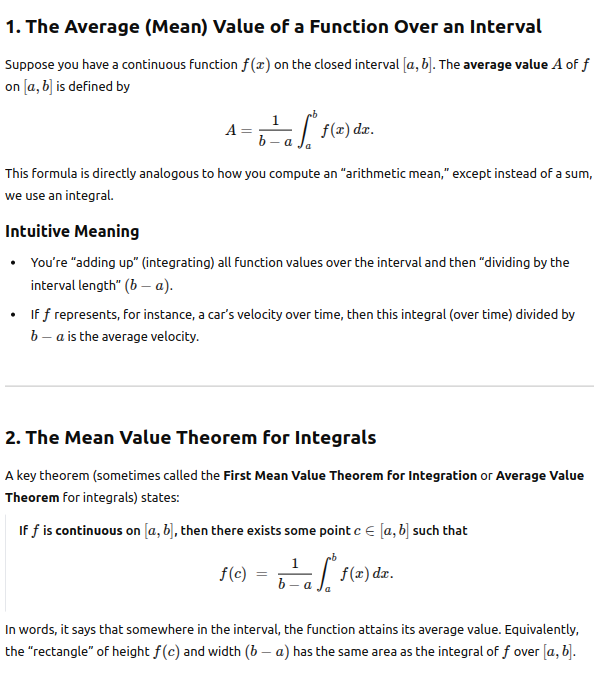 1. The Average (Mean) Value of a Function Over an Interval
Suppose you have a continuous function f(x) on the closed interval [a, b]. The average value A of f
on [a, b] is defined by
A = \frac{1}{b − a} \int_a^b f(x) dx.
This formula is directly analogous to how you compute an “arithmetic mean,” except instead of a sum,
we use an integral.
Intuitive Meaning
• You’re “adding up” (integrating) all function values over the interval and then “dividing by the
interval length” (b − a).
• If f represents, for instance, a car’s velocity over time, then this integral (over time) divided by
b − a is the average velocity.
2. The Mean Value Theorem for Integrals
A key theorem (sometimes called the First Mean Value Theorem for Integration or Average Value
Theorem for integrals) states:
If f is continuous on [a, b], then there exists some point c ∈ [a, b] such that
f(c) = \frac{1}{b − a} \int_a^b f(x) dx.
In words, it says that somewhere in the interval, the function attains its average value. Equivalently,
the “rectangle” of height f(c) and width (b − a) has the same area as the integral of f over [a, b].